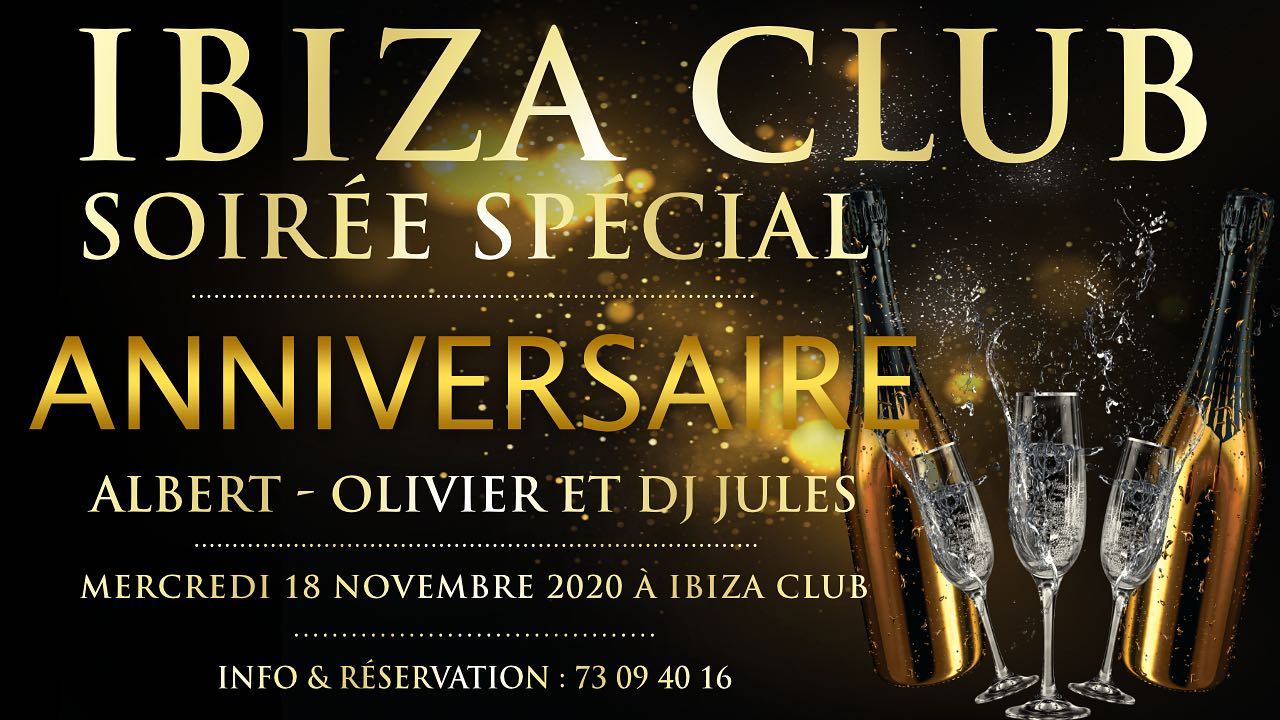 IBIZA CLUB
SOIRÉE SPÉCIAL
ANNIVERSAIRE
ALBERT - OLIVIER ET DJ JULES
MERCREDI 18 NOVEMBRE 2020 À IBIZA CLUB
INFO & RÉSERVATION : 73 09 40 16